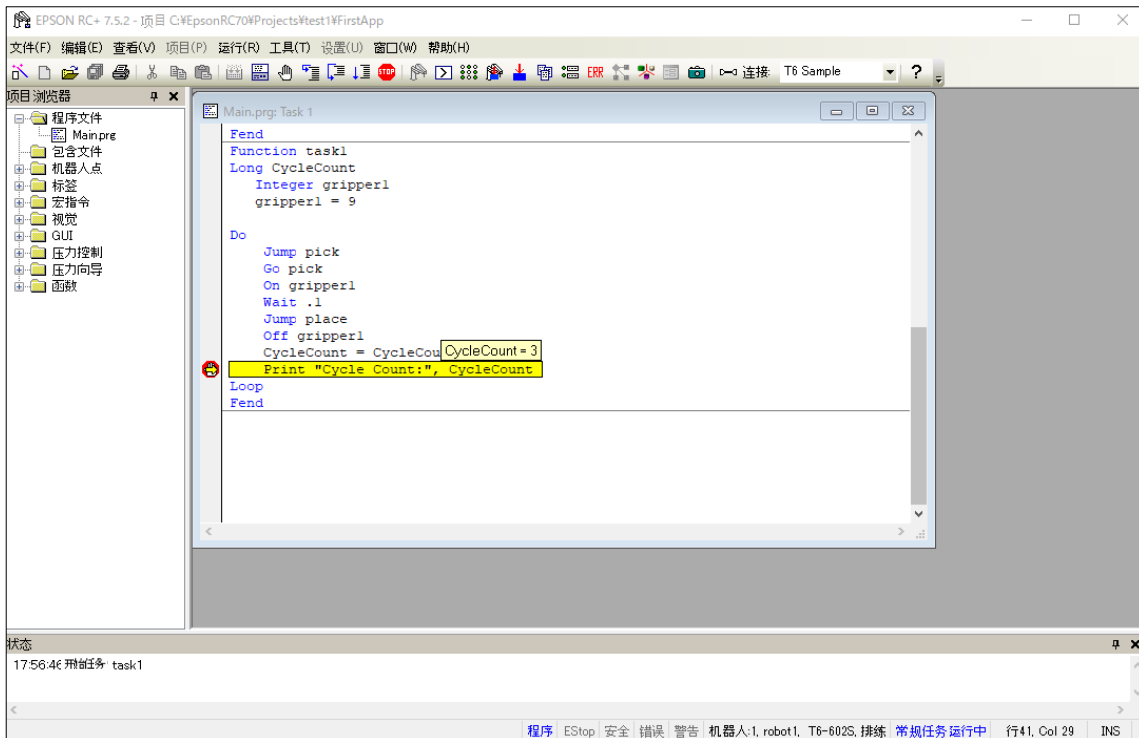 EPSON RC+ 7.5.2 - 项目 C:¥EpsonRC70¥Projects¥test1¥FirstApp
文件(F) 编辑(E) 查看(V) 项目(P) 运行(R) 工具(T) 设置(U) 窗口(W) 帮助(H)
STOP ERR 连接: T6 Sample ?
项目浏览器
程序文件
Main.prg
包含文件
机器人点
标签
宏指令
视觉
GUI
压力控制
压力向导
函数
Main.prg: Task 1
Fend
Function task1
Long CycleCount
Integer gripper1
gripper1 = 9
Do
Jump pick
Go pick
On gripper1
Wait .1
Jump place
Off gripper1
CycleCount = CycleCou
CycleCount = 3
Print "Cycle Count:", CycleCount
Loop
Fend
状态
17:56:46 开始任务 task1
程序 EStop 安全 错误 警告 机器人:1, robot1, T6-602S, 排练 常规任务运行中 行41, Col 29 INS